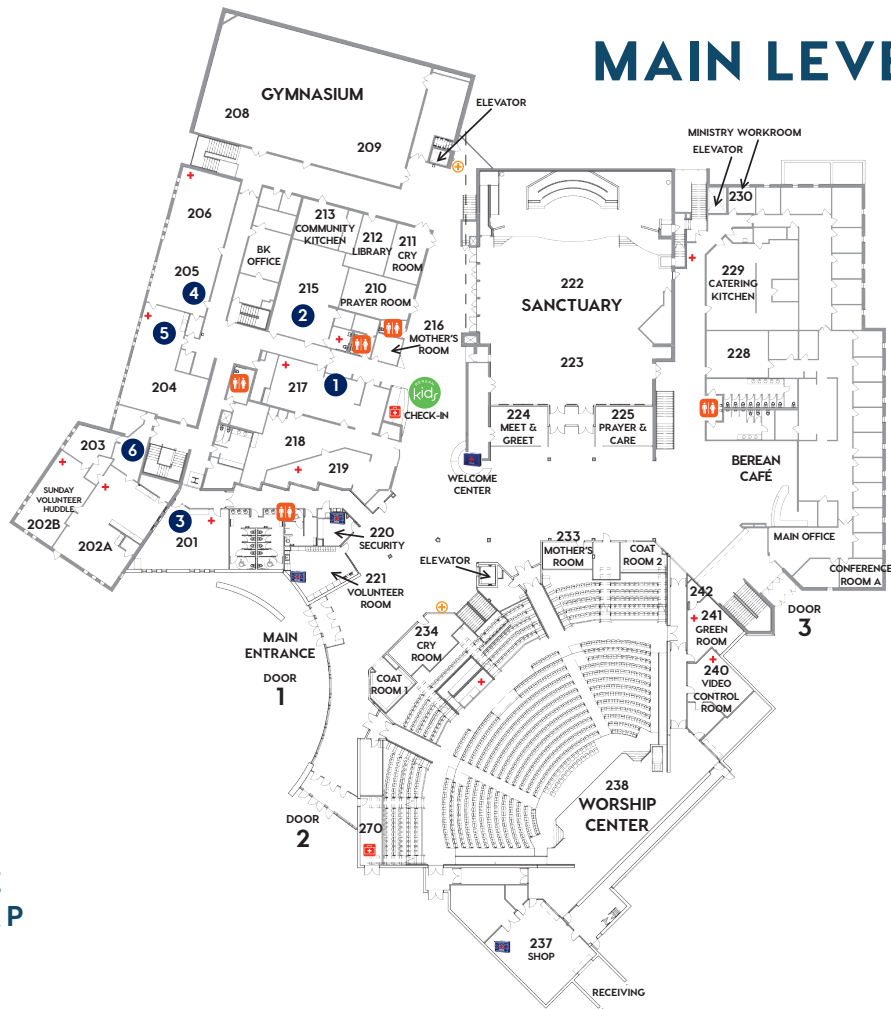 MAIN LEVE
GYMNASIUM
208
209
ELEVATOR
MINISTRY WORKROOM
ELEVATOR
230
206
213
COMMUNITY
KITCHEN
212
LIBRARY
211
CRY
ROOM
BK
OFFICE
205
4
215
2
210
PRAYER ROOM
222
SANCTUARY
223
229
CATERING
KITCHEN
5
216
MOTHER'S
ROOM
228
204
217
1
BEREAN
kids
CHECK-IN
224
MEET &
GREET
225
PRAYER &
CARE
203
6
218
219
WELCOME
CENTER
BEREAN
CAFÉ
SUNDAY
VOLUNTEER
HUDDLE
202B
202A
3
201
220
SECURITY
221
VOLUNTEER
ROOM
ELEVATOR
233
MOTHER'S
ROOM
COAT
ROOM 2
MAIN OFFICE
CONFERENCE
ROOM A
MAIN
ENTRANCE
DOOR
1
234
CRY
ROOM
COAT
ROOM 1
242
241
GREEN
ROOM
DOOR
3
240
VIDEO
CONTROL
ROOM
238
WORSHIP
CENTER
DOOR
2
270
P
237
SHOP
RECEIVING